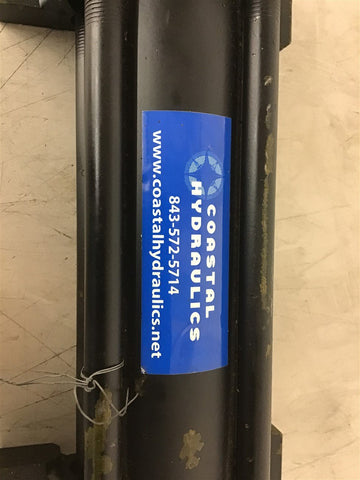 COASTAL
HYDRAULICS
843-572-5714
www.coastalhydraulics.net